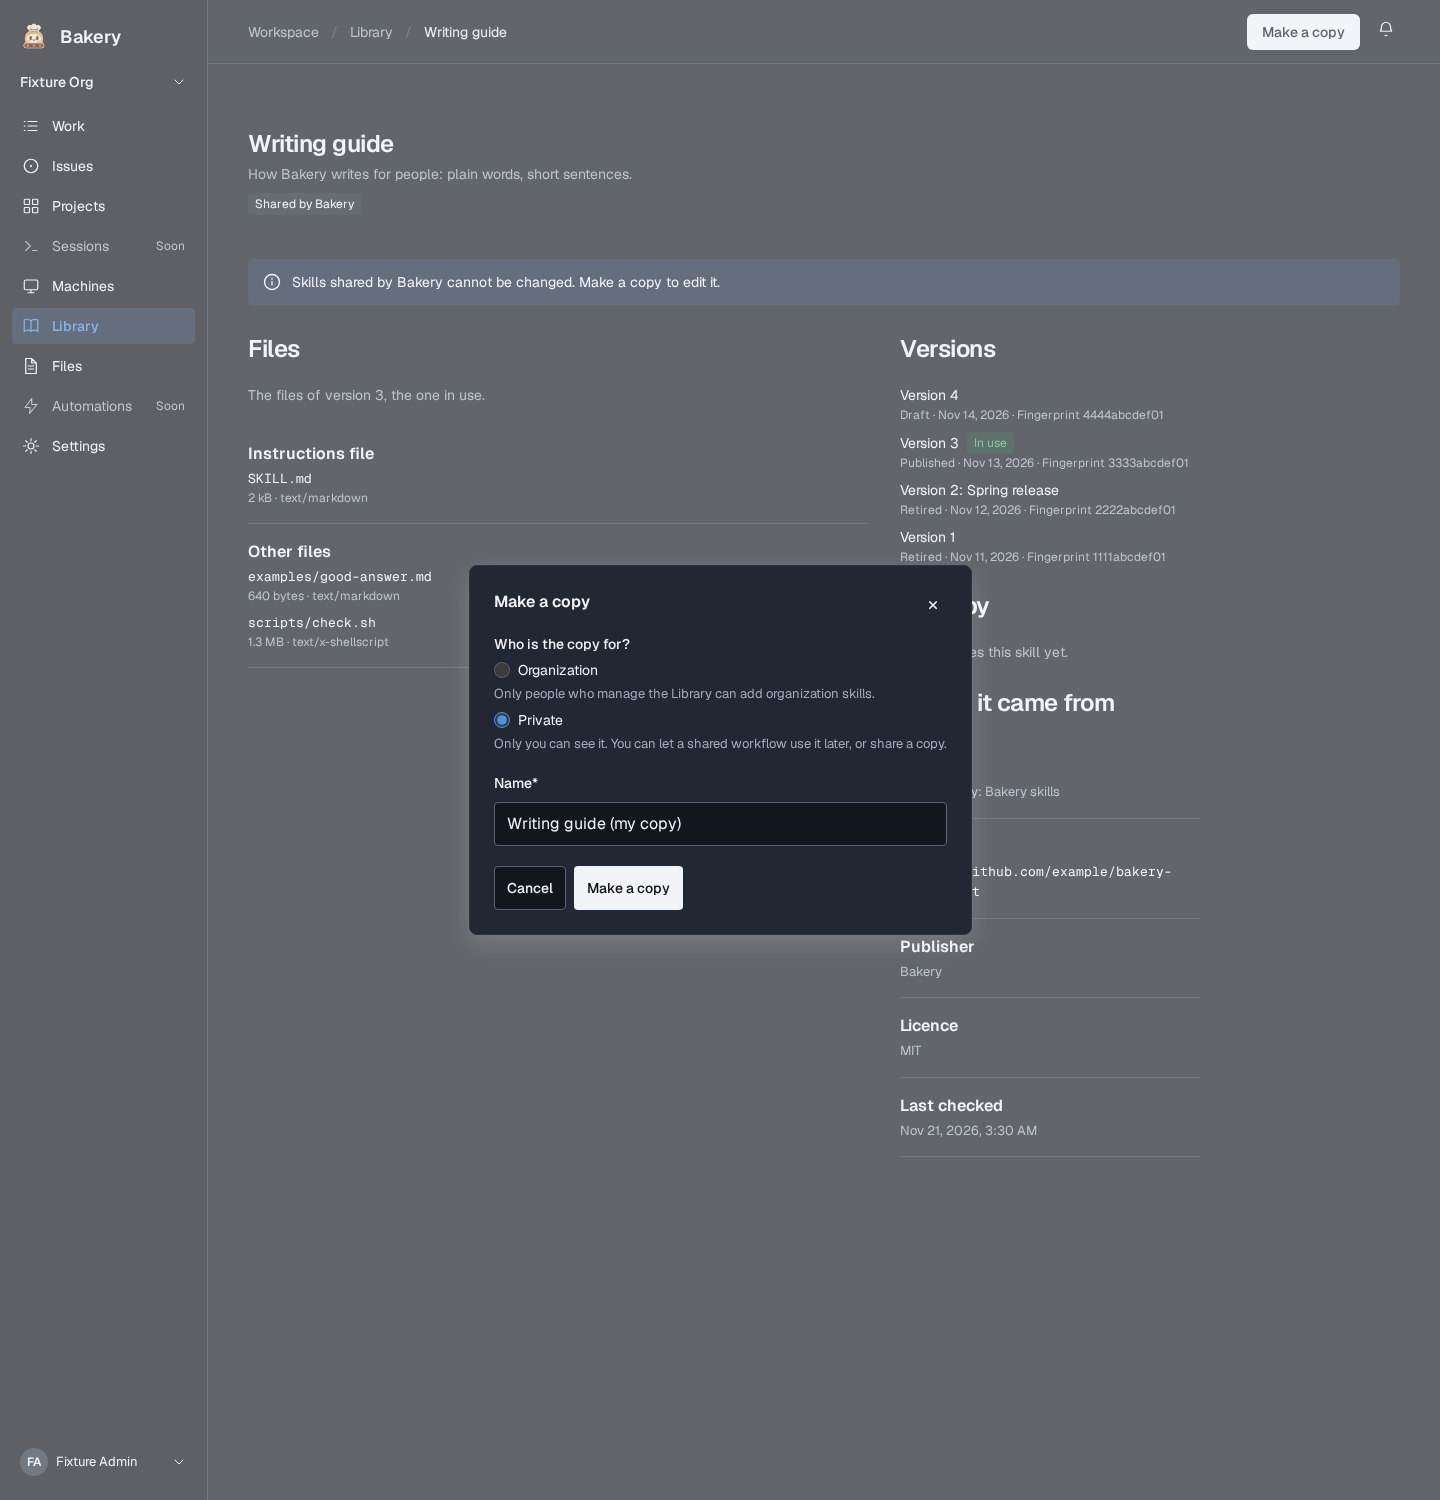 Bakery
Fixture Org
Work
Issues
Projects
Sessions Soon
Machines
Library
Files
Automations Soon
Settings
FA Fixture Admin
Workspace / Library / Writing guide
Make a copy
Writing guide
How Bakery writes for people: plain words, short sentences.
Shared by Bakery
Skills shared by Bakery cannot be changed. Make a copy to edit it.
Files
The files of version 3, the one in use.
Instructions file
SKILL.md
2 kB · text/markdown
Other files
examples/good-answer.md
640 bytes · text/markdown
scripts/check.sh
1.3 MB · text/x-shellscript
Versions
Version 4
Draft · Nov 14, 2026 · Fingerprint 4444abcdef01
Version 3 In use
Published · Nov 13, 2026 · Fingerprint 3333abcdef01
Version 2: Spring release
Retired · Nov 12, 2026 · Fingerprint 2222abcdef01
Version 1
Retired · Nov 11, 2026 · Fingerprint 1111abcdef01
this skill yet.
it came from
Bakery skills
ithub.com/example/bakery-
Publisher
Bakery
Licence
MIT
Last checked
Nov 21, 2026, 3:30 AM
Make a copy
Who is the copy for?
Organization
Only people who manage the Library can add organization skills.
Private
Only you can see it. You can let a shared workflow use it later, or share a copy.
Name*
Writing guide (my copy)
Cancel
Make a copy